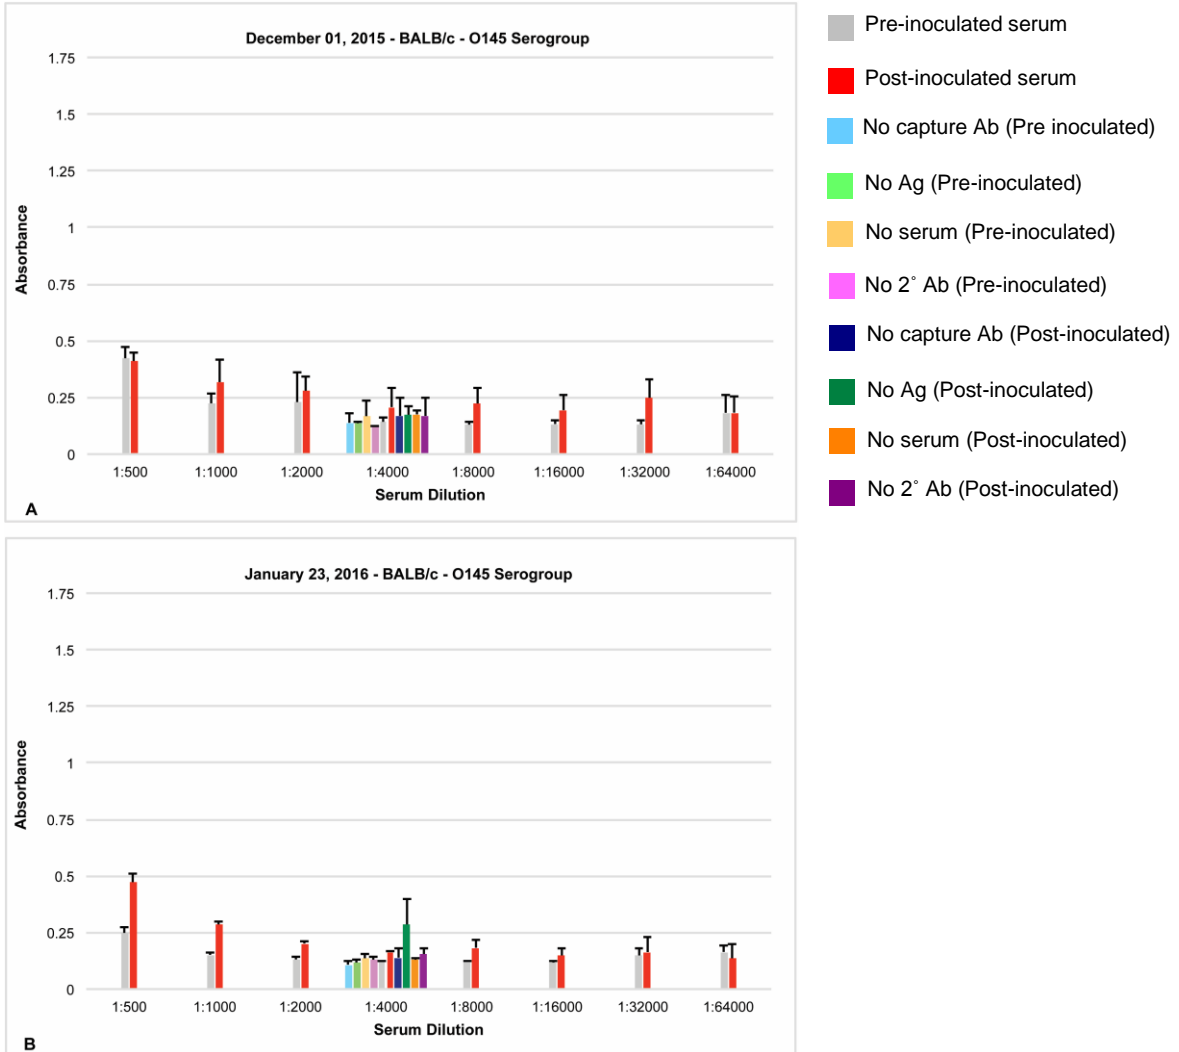 December 01, 2015 - BALB/c - O145 Serogroup
1.75
1.5
1.25
1
0.75
0.5
0.25
0
Absorbance
1:500 1::1000 1:2000 1:4000 1:8000 1:16000 1:32000 1:64000
Serum Dilution
A
Pre-inoculated serum
Post-inoculated serum
No capture Ab (Pre inoculated)
No Ag (Pre-inoculated)
No serum (Pre-inoculated)
No 2˚ Ab (Pre-inoculated)
No capture Ab (Post-inoculated)
No Ag (Post-inoculated)
No serum (Post-inoculated)
No 2˚ Ab (Post-inoculated)
January 23, 2016 - BALB/c - O145 Serogroup
1.75
1.5
1.25
1
0.75
0.5
0.25
0
Absorbance
1:500 1::1000 1:2000 1:4000 1:8000 1:16000 1:32000 1:64000
Serum Dilution
B